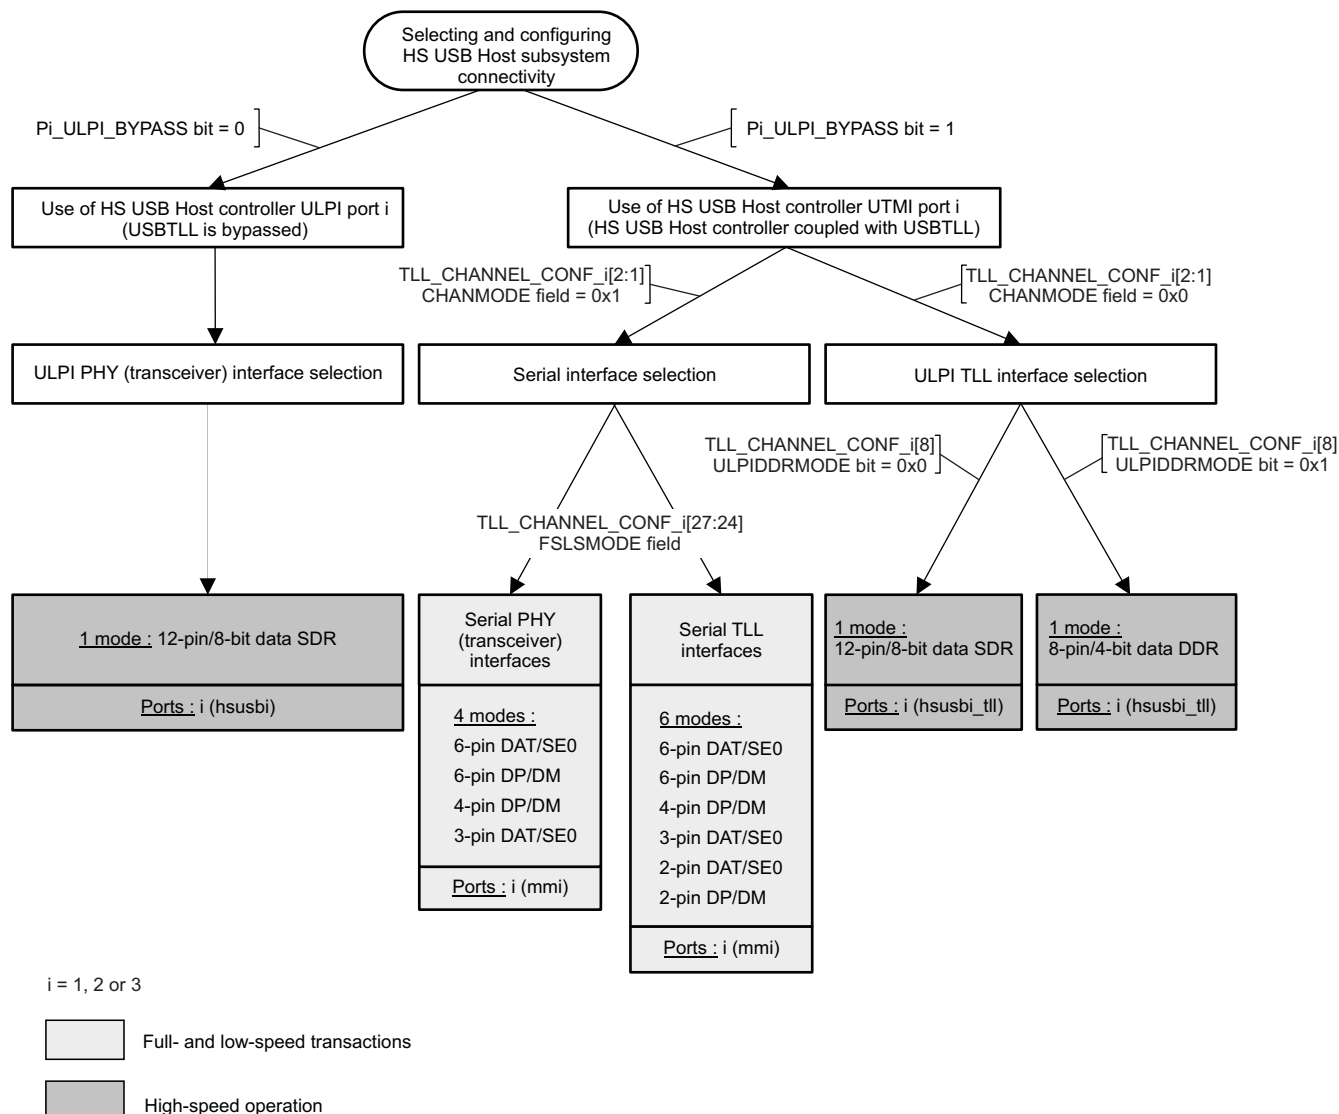 Selecting and configuring
HS USB Host subsystem
connectivity
Pi_ULPI_BYPASS bit = 0
Pi_ULPI_BYPASS bit = 1
Use of HS USB Host controller ULPI port i
(USBTLL is bypassed)
Use of HS USB Host controller UTMI port i
(HS USB Host controller coupled with USBTLL)
TLL_CHANNEL_CONF_i[2:1]
CHANMODE field = 0x1
TLL_CHANNEL_CONF_i[2:1]
CHANMODE field = 0x0
ULPI PHY (transceiver) interface selection
Serial interface selection
ULPI TLL interface selection
TLL_CHANNEL_CONF_i[8]
ULPIDDRMODE bit = 0x0
TLL_CHANNEL_CONF_i[8]
ULPIDDRMODE bit = 0x1
TLL_CHANNEL_CONF_i[27:24]
FSLSMODE field
1 mode : 12-pin/8-bit data SDR
Ports : i (hsusbi)
Serial PHY
(transceiver)
interfaces
4 modes :
6-pin DAT/SE0
6-pin DP/DM
4-pin DP/DM
3-pin DAT/SE0
Ports : i (mmi)
Serial TLL
interfaces
6 modes :
6-pin DAT/SE0
6-pin DP/DM
4-pin DP/DM
3-pin DAT/SE0
2-pin DAT/SE0
2-pin DP/DM
Ports : i (mmi)
1 mode :
12-pin/8-bit data SDR
Ports : i (hsusbi_tll)
1 mode :
8-pin/4-bit data DDR
Ports : i (hsusbi_tll)
i = 1, 2 or 3
Full- and low-speed transactions
High-speed operation